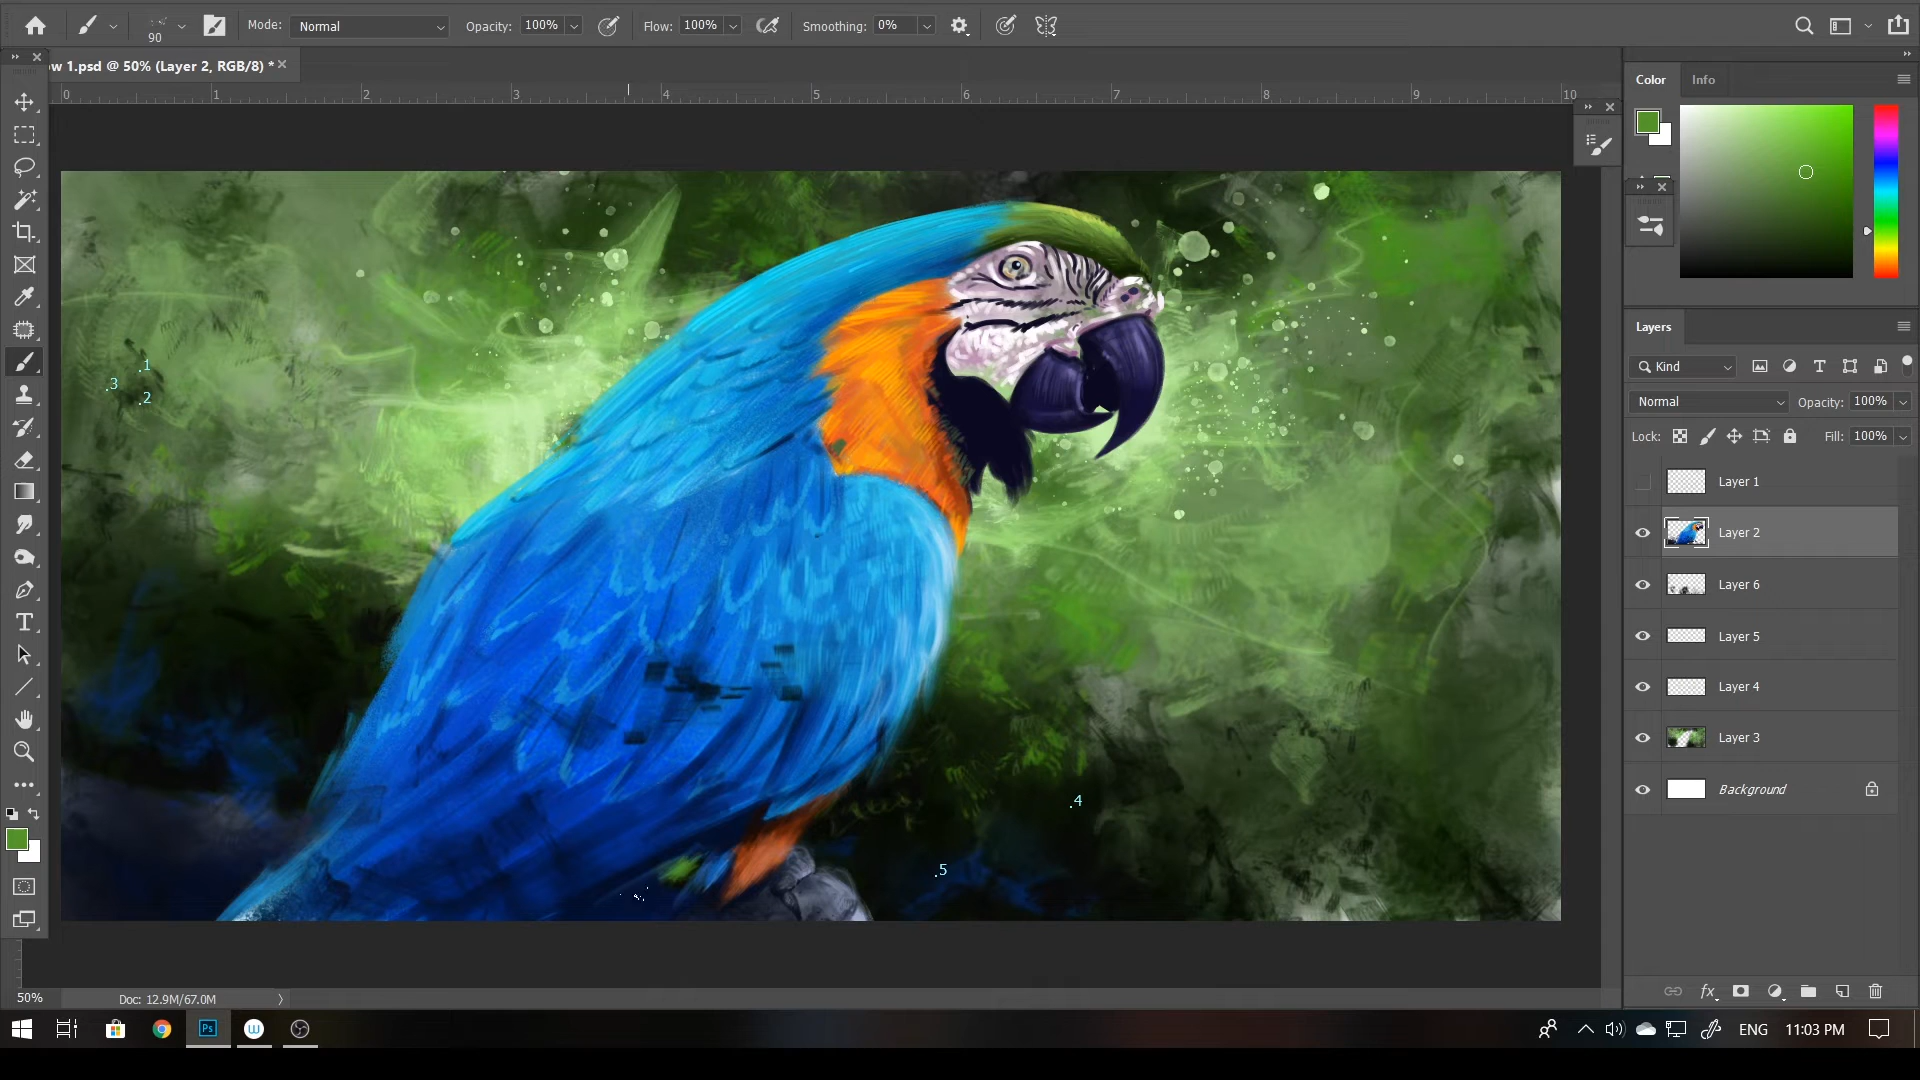 90
Mode: Normal
Opacity: 100%
Flow: 100%
Smoothing: 0%
ow 1.psd @ 50% (Layer 2, RGB/8) *
0 1 2 3 4 5 6 7 8 9 10
Color
Info
.1
.3
.2
.4
.5
Layers
Kind
Normal
Opacity: 100%
Lock:
Fill: 100%
Layer 1
Layer 2
Layer 6
Layer 5
Layer 4
Layer 3
Background
fx
50%
Doc: 12.9M/67.0M
Ps
W
ENG
11:03 PM